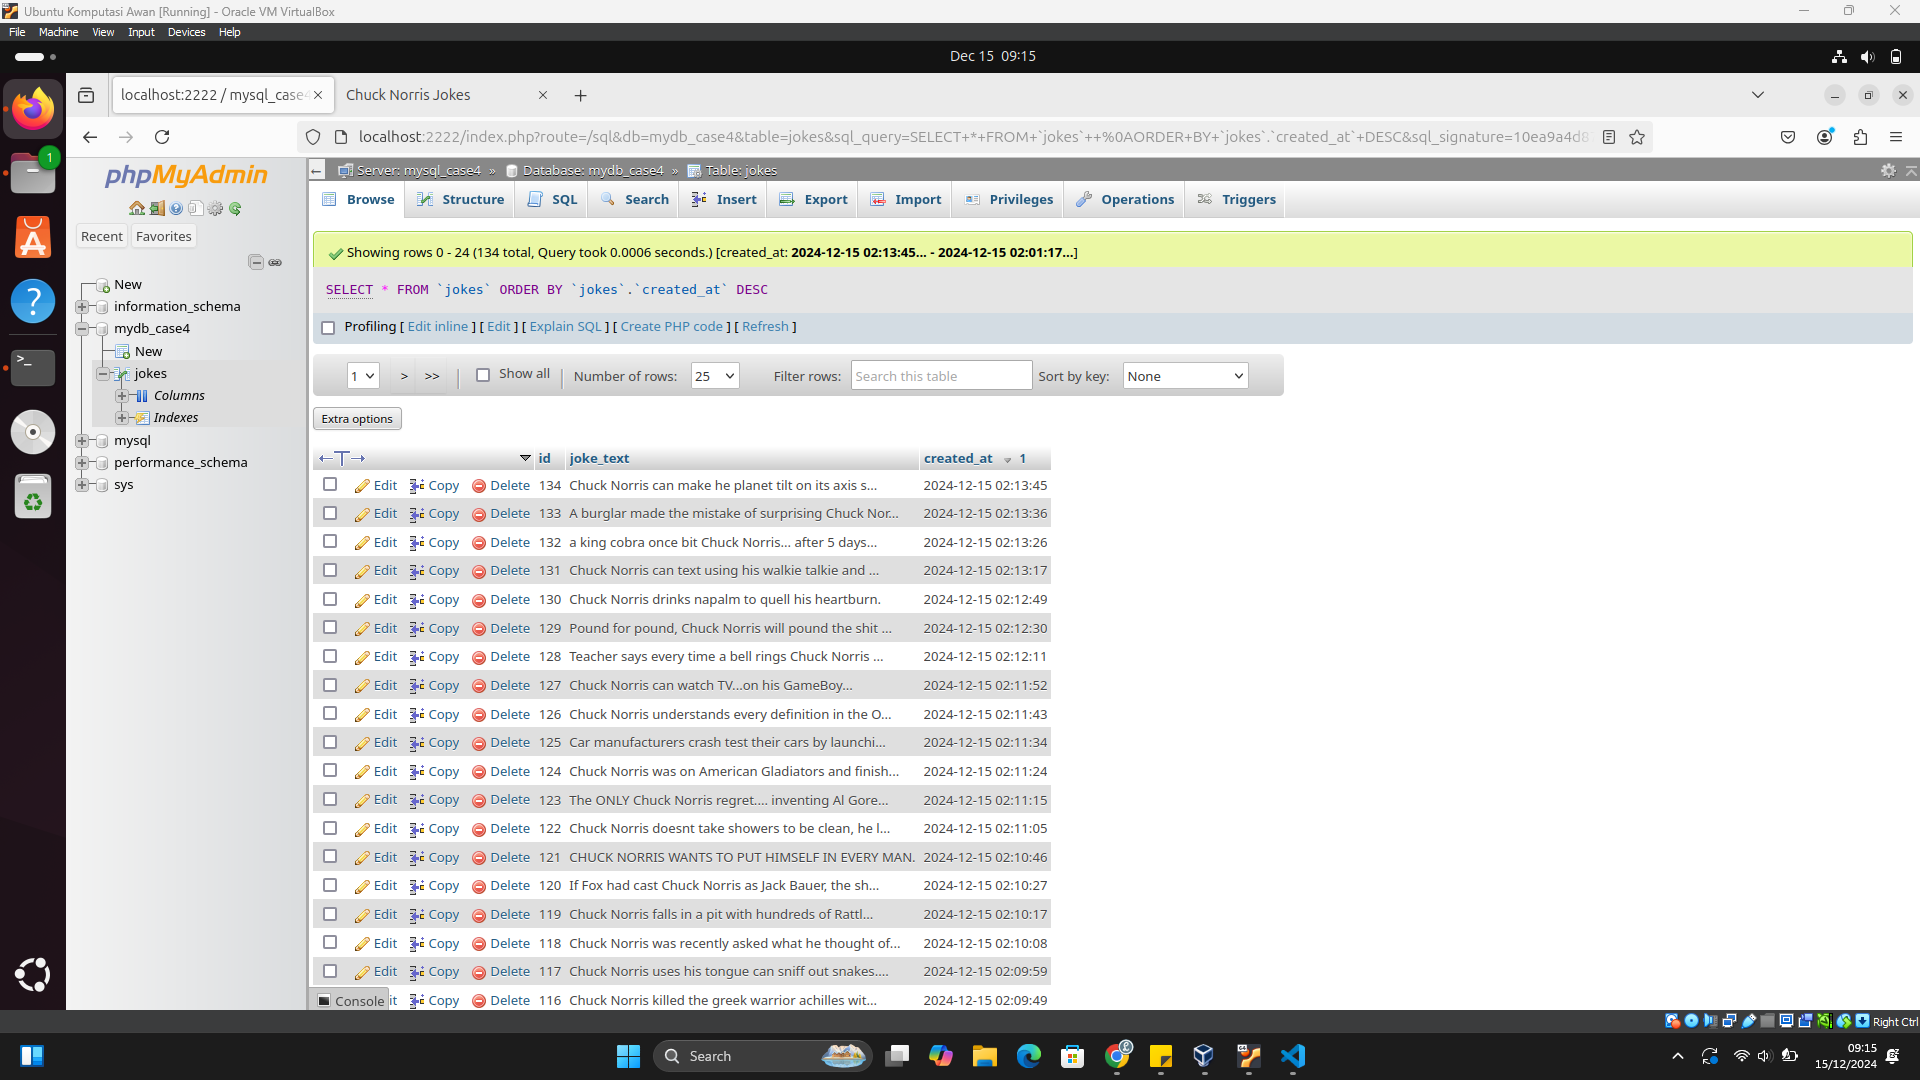 Ubuntu Komputasi Awan [Running] - Oracle VM VirtualBox
File Machine View Input Devices Help
Dec 15 09:15
localhost:2222 / mysql_case4
Chuck Norris Jokes
localhost:2222/index.php?route=/sql&db=mydb_case4&table=jokes&sql_query=SELECT+*+FROM+`jokes`++%0AORDER+BY+`jokes`.`created_at`+DESC&sql_signature=10ea9a4d8
1
phpMyAdmin
Recent Favorites
New
information_schema
mydb_case4
New
jokes
Columns
Indexes
mysql
performance_schema
sys
Server: mysql_case4 » Database: mydb_case4 » Table: jokes
Browse Structure SQL Search Insert Export Import Privileges Operations Triggers
Showing rows 0 - 24 (134 total, Query took 0.0006 seconds.) [created_at: 2024-12-15 02:13:45... - 2024-12-15 02:01:17...]
SELECT * FROM `jokes` ORDER BY `jokes`.`created_at` DESC
Profiling [ Edit inline ] [ Edit ] [ Explain SQL ] [ Create PHP code ] [ Refresh ]
1 > >> Show all Number of rows: 25 Filter rows: Search this table Sort by key: None
Extra options
id joke_text created_at 1
Edit Copy Delete 134 Chuck Norris can make he planet tilt on its axis s... 2024-12-15 02:13:45
Edit Copy Delete 133 A burglar made the mistake of surprising Chuck Nor... 2024-12-15 02:13:36
Edit Copy Delete 132 a king cobra once bit Chuck Norris... after 5 days... 2024-12-15 02:13:26
Edit Copy Delete 131 Chuck Norris can text using his walkie talkie and ... 2024-12-15 02:13:17
Edit Copy Delete 130 Chuck Norris drinks napalm to quell his heartburn. 2024-12-15 02:12:49
Edit Copy Delete 129 Pound for pound, Chuck Norris will pound the shit ... 2024-12-15 02:12:30
Edit Copy Delete 128 Teacher says every time a bell rings Chuck Norris ... 2024-12-15 02:12:11
Edit Copy Delete 127 Chuck Norris can watch TV...on his GameBoy... 2024-12-15 02:11:52
Edit Copy Delete 126 Chuck Norris understands every definition in the O... 2024-12-15 02:11:43
Edit Copy Delete 125 Car manufacturers crash test their cars by launchi... 2024-12-15 02:11:34
Edit Copy Delete 124 Chuck Norris was on American Gladiators and finish... 2024-12-15 02:11:24
Edit Copy Delete 123 The ONLY Chuck Norris regret.... inventing Al Gore... 2024-12-15 02:11:15
Edit Copy Delete 122 Chuck Norris doesnt take showers to be clean, he l... 2024-12-15 02:11:05
Edit Copy Delete 121 CHUCK NORRIS WANTS TO PUT HIMSELF IN EVERY MAN. 2024-12-15 02:10:46
Edit Copy Delete 120 If Fox had cast Chuck Norris as Jack Bauer, the sh... 2024-12-15 02:10:27
Edit Copy Delete 119 Chuck Norris falls in a pit with hundreds of Rattl... 2024-12-15 02:10:17
Edit Copy Delete 118 Chuck Norris was recently asked what he thought of... 2024-12-15 02:10:08
Edit Copy Delete 117 Chuck Norris uses his tongue can sniff out snakes.... 2024-12-15 02:09:59
Console it Copy Delete 116 Chuck Norris killed the greek warrior achilles wit... 2024-12-15 02:09:49
Right Ctrl
Search
09:15
15/12/2024